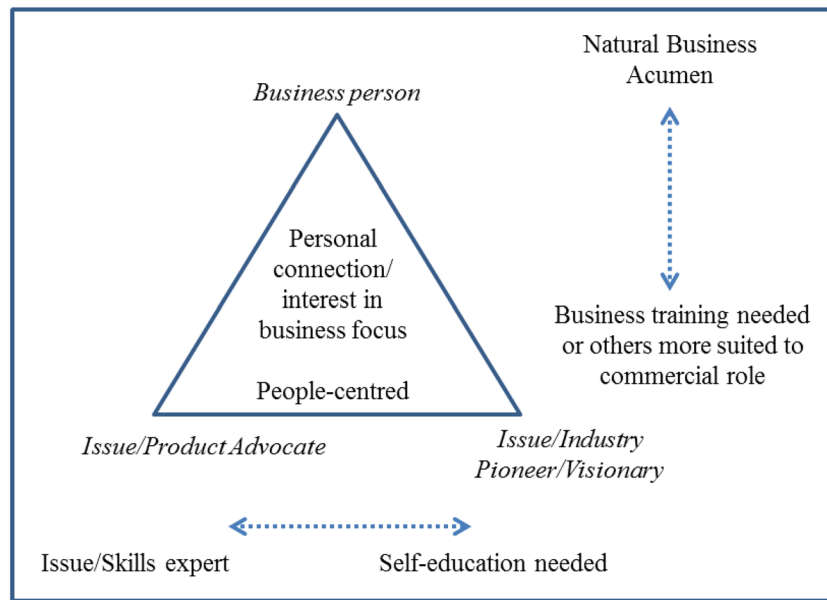 Natural Business
Acumen
Business person
Personal
connection/
interest in
business focus
People-centred
Business training needed
or others more suited to
commercial role
Issue/Product Advocate
Issue/Industry
Pioneer/Visionary
Issue/Skills expert
Self-education needed